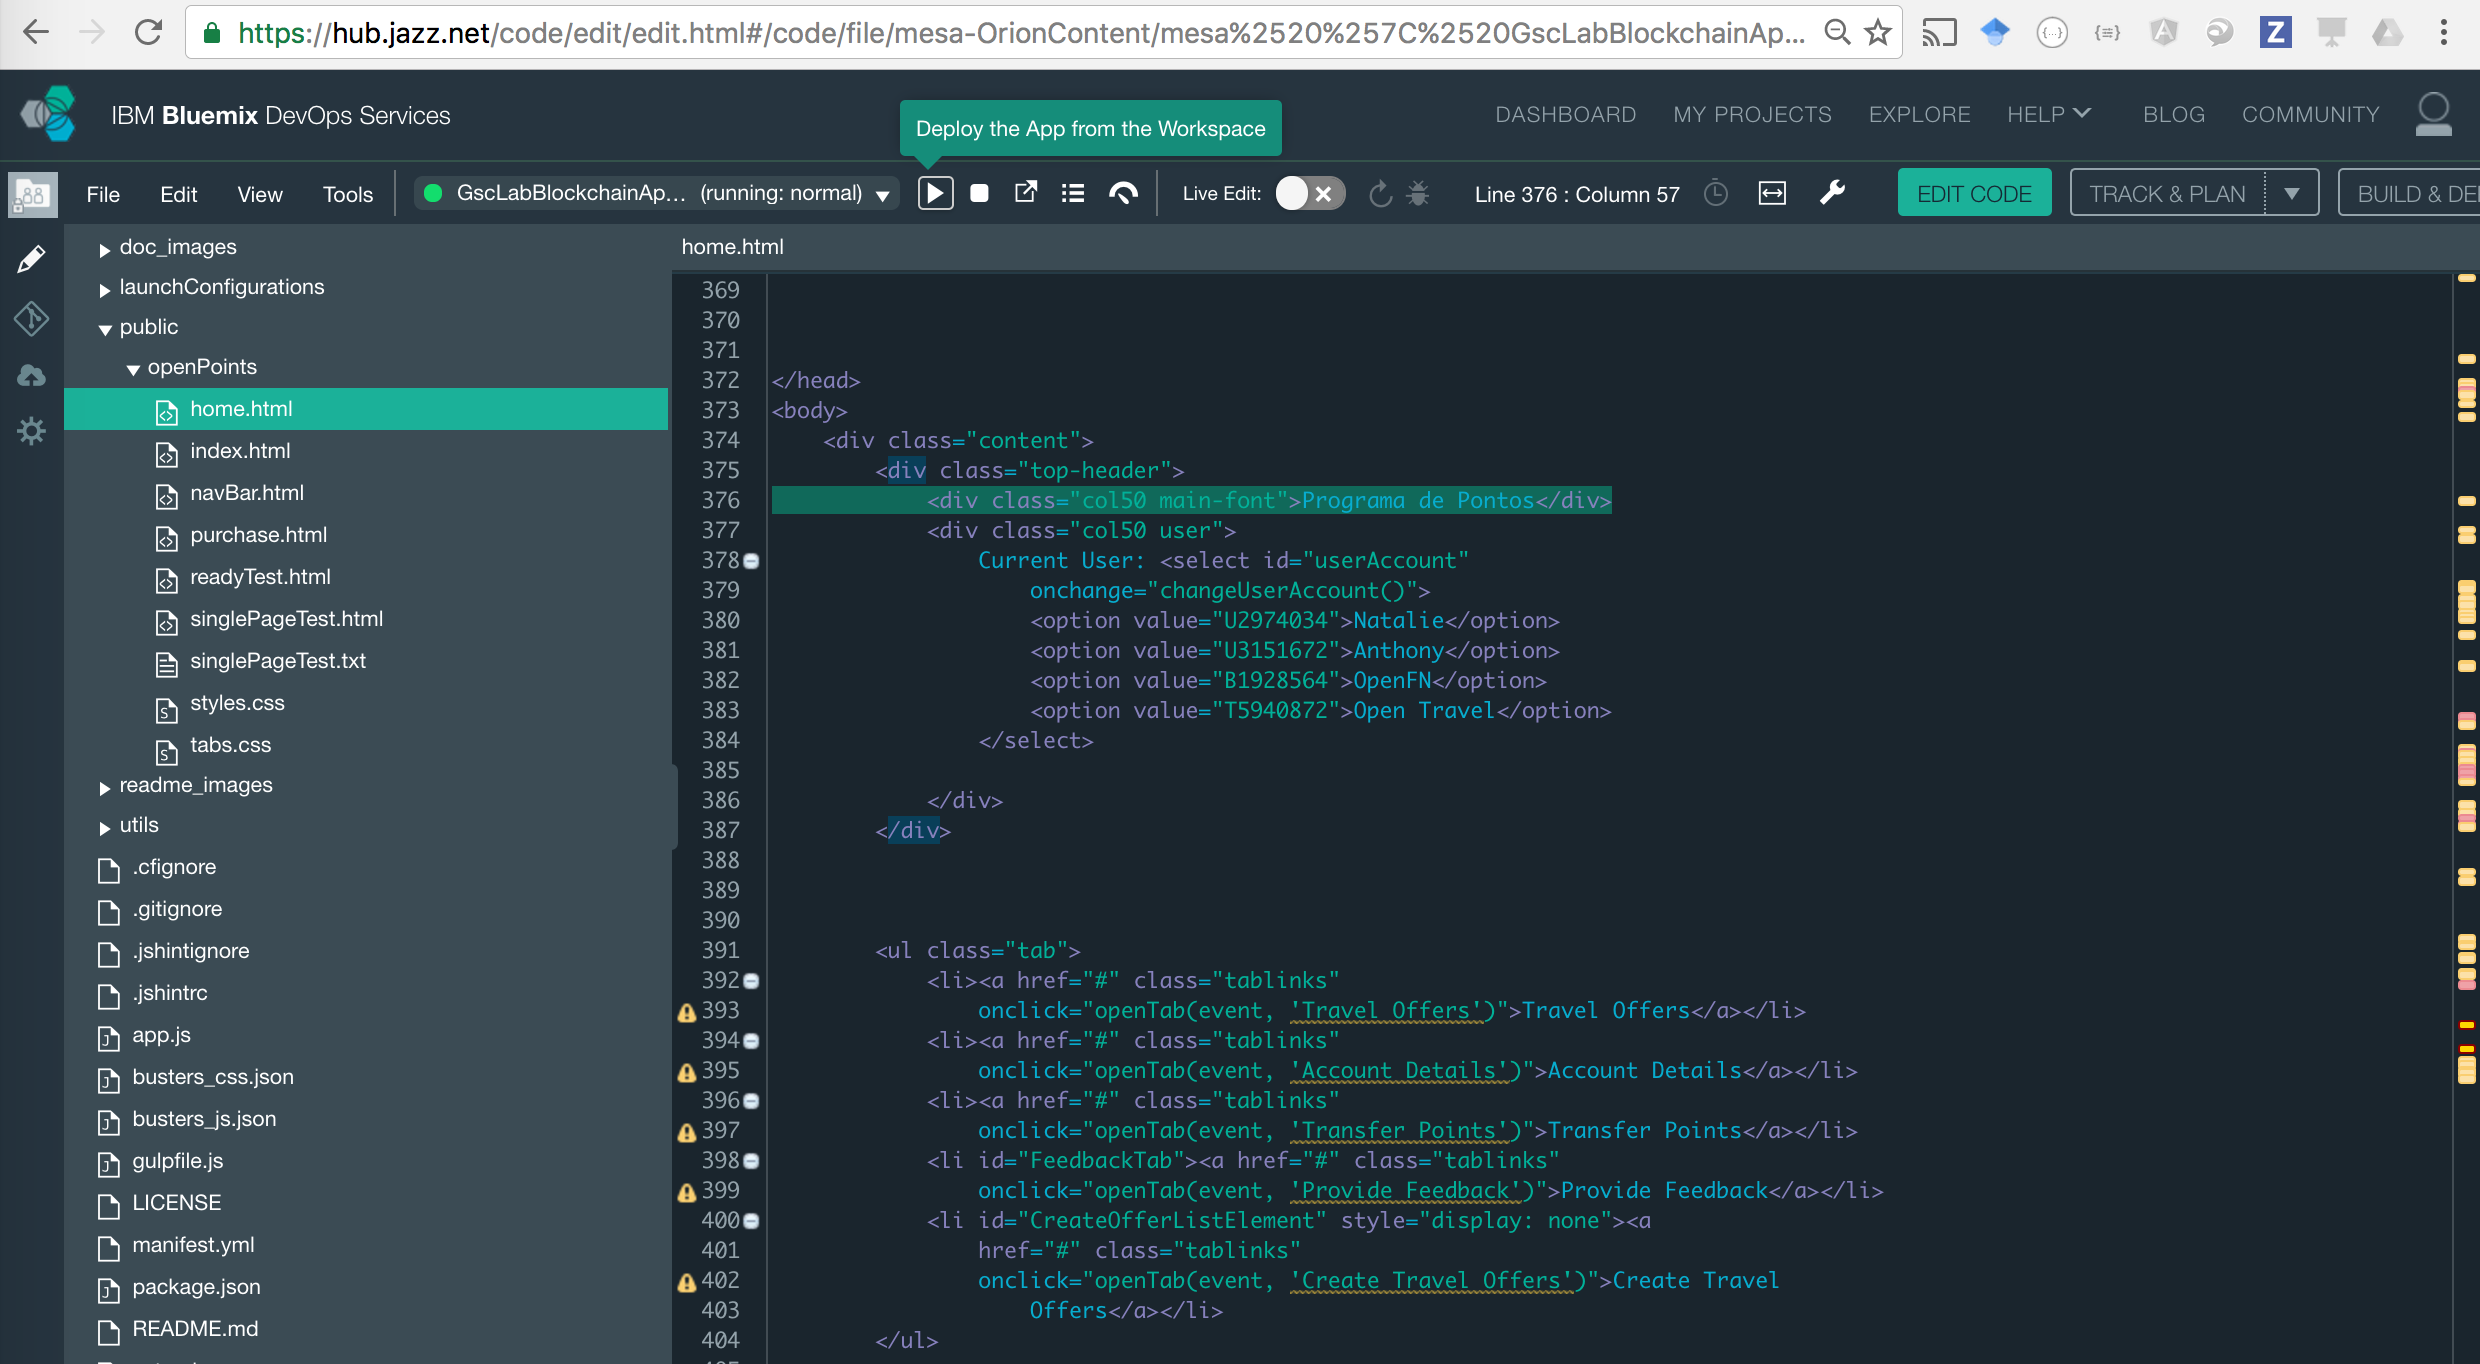 https://hub.jazz.net/code/edit/edit.html#/code/file/mesa-OrionContent/mesa%2520%257C%2520GscLabBlockchainAp...
IBM Bluemix DevOps Services
Deploy the App from the Workspace
DASHBOARD MY PROJECTS EXPLORE HELP BLOG COMMUNITY
File Edit View Tools GscLabBlockchainAp... (running: normal) Live Edit: Line 376 : Column 57 EDIT CODE TRACK & PLAN BUILD & DE
doc_images
launchConfigurations
public
openPoints
home.html
index.html
navBar.html
purchase.html
readyTest.html
singlePageTest.html
singlePageTest.txt
styles.css
tabs.css
readme_images
utils
.cfignore
.gitignore
.jshintignore
.jshintrc
app.js
busters_css.json
busters_js.json
gulpfile.js
LICENSE
manifest.yml
package.json
README.md
home.html
369
370
371
372 </head>
373 <body>
374 <div class="content">
375 <div class="top-header">
376 <div class="col50 main-font">Programa de Pontos</div>
377 <div class="col50 user">
378 Current User: <select id="userAccount"
379 onchange="changeUserAccount()">
380 <option value="U2974034">Natalie</option>
381 <option value="U3151672">Anthony</option>
382 <option value="B1928564">OpenFN</option>
383 <option value="T5940872">Open Travel</option>
384 </select>
385
386 </div>
387 </div>
388
389
390
391 <ul class="tab">
392 <li><a href="#" class="tablinks"
393 onclick="openTab(event, 'Travel Offers')">Travel Offers</a></li>
394 <li><a href="#" class="tablinks"
395 onclick="openTab(event, 'Account Details')">Account Details</a></li>
396 <li><a href="#" class="tablinks"
397 onclick="openTab(event, 'Transfer Points')">Transfer Points</a></li>
398 <li id="FeedbackTab"><a href="#" class="tablinks"
399 onclick="openTab(event, 'Provide Feedback')">Provide Feedback</a></li>
400 <li id="CreateOfferListElement" style="display: none"><a
401 href="#" class="tablinks"
402 onclick="openTab(event, 'Create Travel Offers')">Create Travel
403 Offers</a></li>
404 </ul>